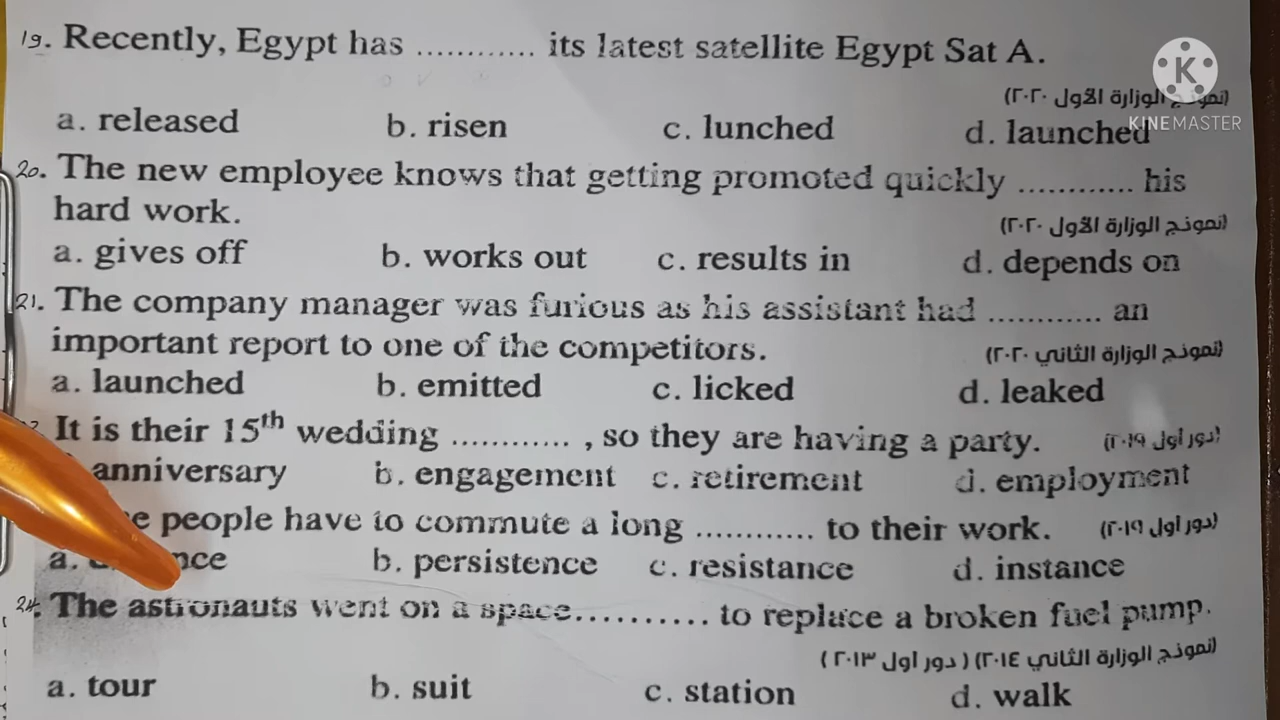 19. Recently, Egypt has ............ its latest satellite Egypt Sat A.
(نموذج الوزارة الأول ٢٠٢٠)
a. released b. risen c. lunched d. launched
KINEMASTER
20. The new employee knows that getting promoted quickly ............ his
hard work.
(نموذج الوزارة الأول ٢٠٢٠)
a. gives off b. works out c. results in d. depends on
21. The company manager was furious as his assistant had ............ an
important report to one of the competitors.
(نموذج الوزارة الثاني ٢٠٢٠)
a. launched b. emitted c. licked d. leaked
It is their 15th wedding ............ , so they are having a party.
(دور أول ٢٠١٩)
anniversary b. engagement c. retirement d. employment
people have to commute a long ............ to their work.
(دور أول ٢٠١٩)
a. b. persistence c. resistance d. instance
24. The astronauts went on a space........... to replace a broken fuel pump.
(نموذج الوزارة الثاني ٢٠١٤) (دور أول ٢٠١٣)
a. tour b. suit c. station d. walk